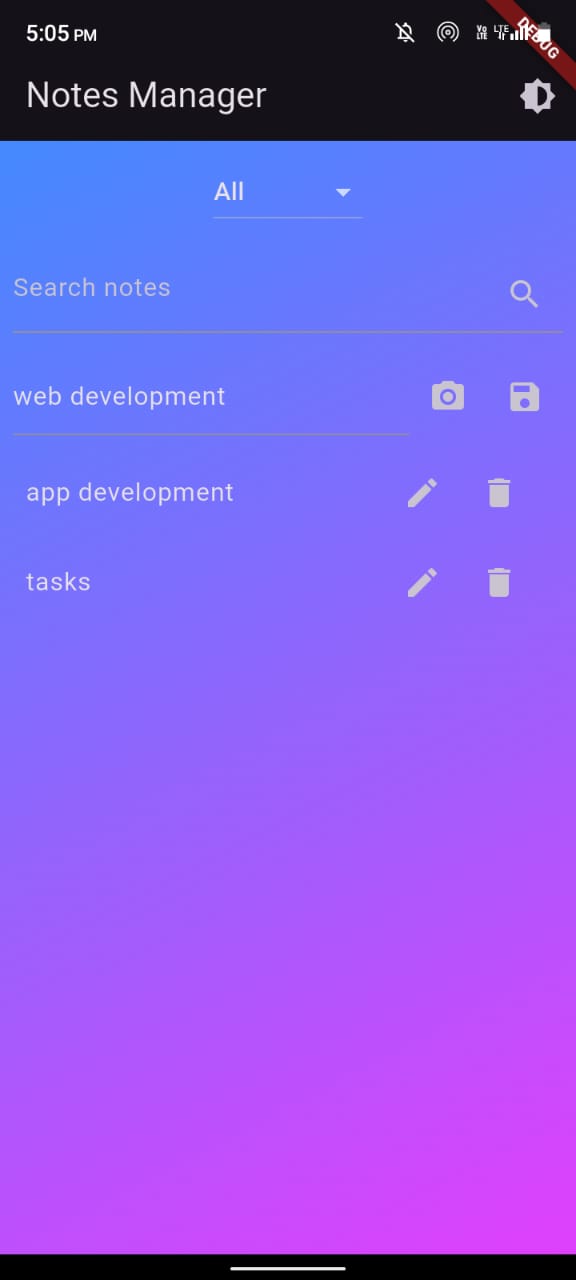 5:05 PM
Vo LTE LTE
DEBUG
Notes Manager
All
Search notes
web development
app development
tasks